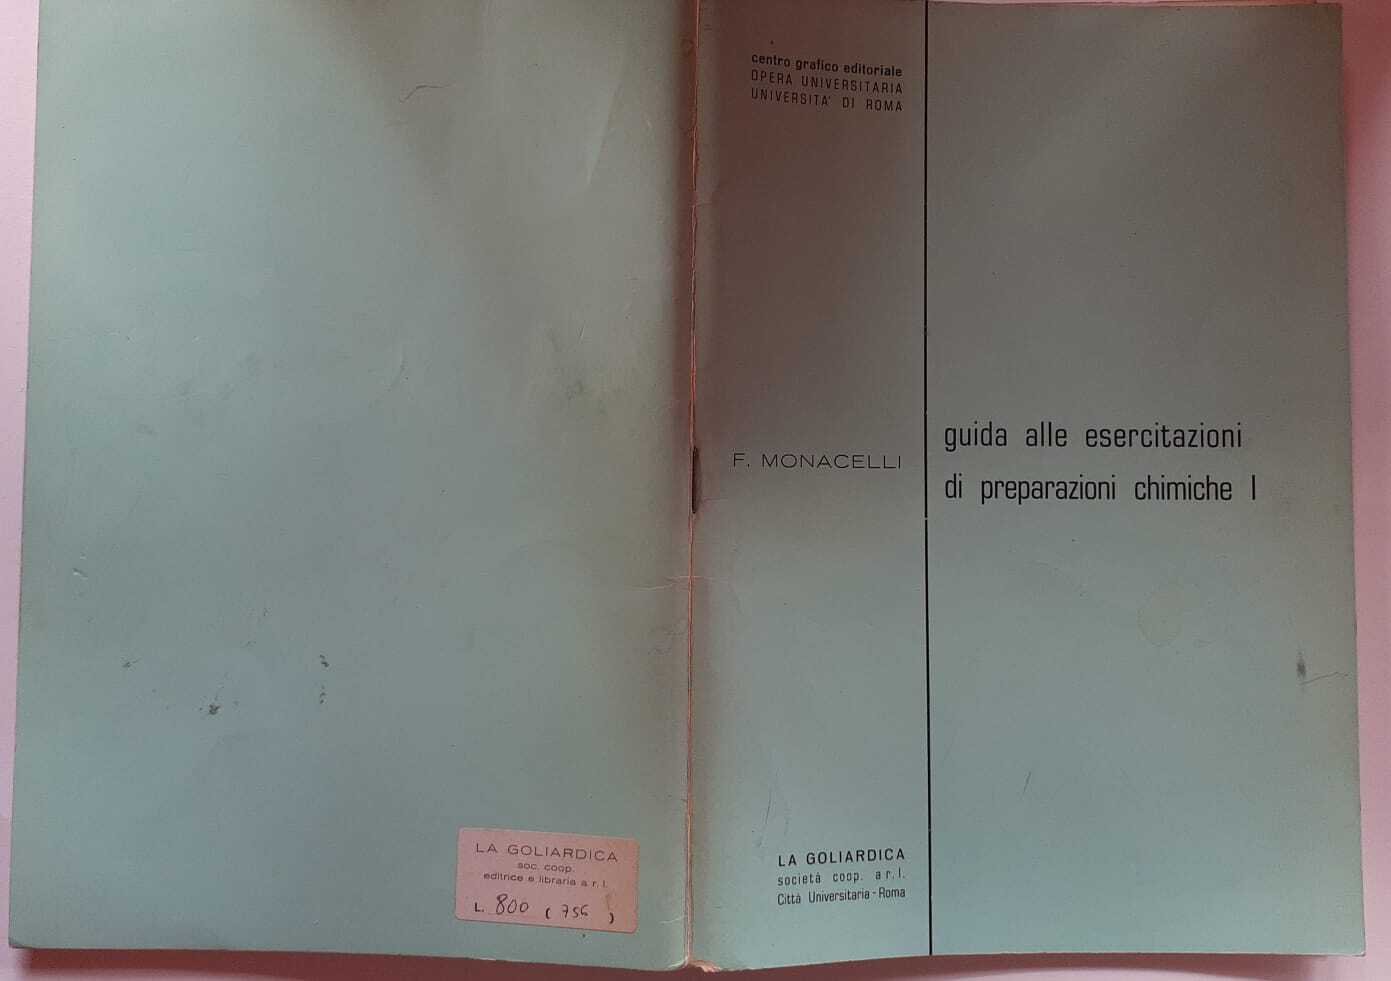 centro grafico editoriale
OPERA UNIVERSITARIA
UNIVERSITA' DI ROMA
F. MONACELLI
guida alle esercitazioni
di preparazioni chimiche I
LA GOLIARDICA
società coop. a r. l.
Città Universitaria - Roma
LA GOLIARDICA
soc. coop.
editrice e libraria a r. l.
L. 800 ( 756 )